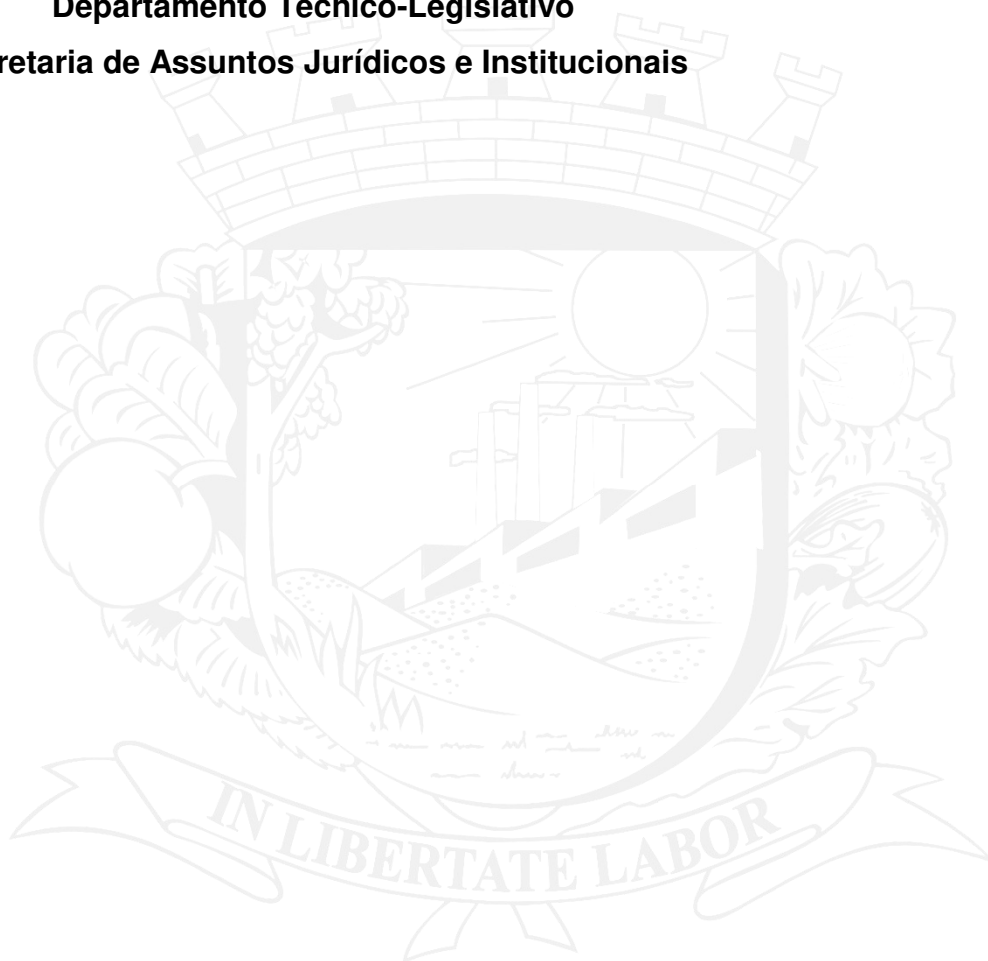 Departamento Técnico-Legislativo
retaria de Assuntos Jurídicos e Institucionais
IN LIBERTATE LABOR